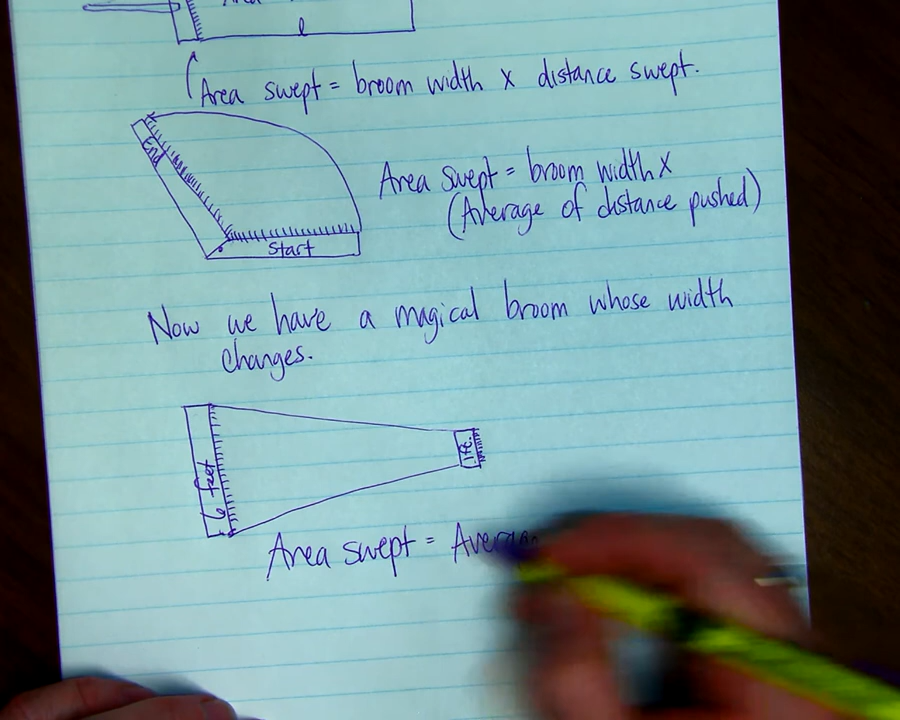 l
Area swept = broom width x distance swept.
End
Area swept = broom width x
(Average of distance pushed)
Start
Now we have a magical broom whose width
changes.
6 feet
1 ft.
Area swept =